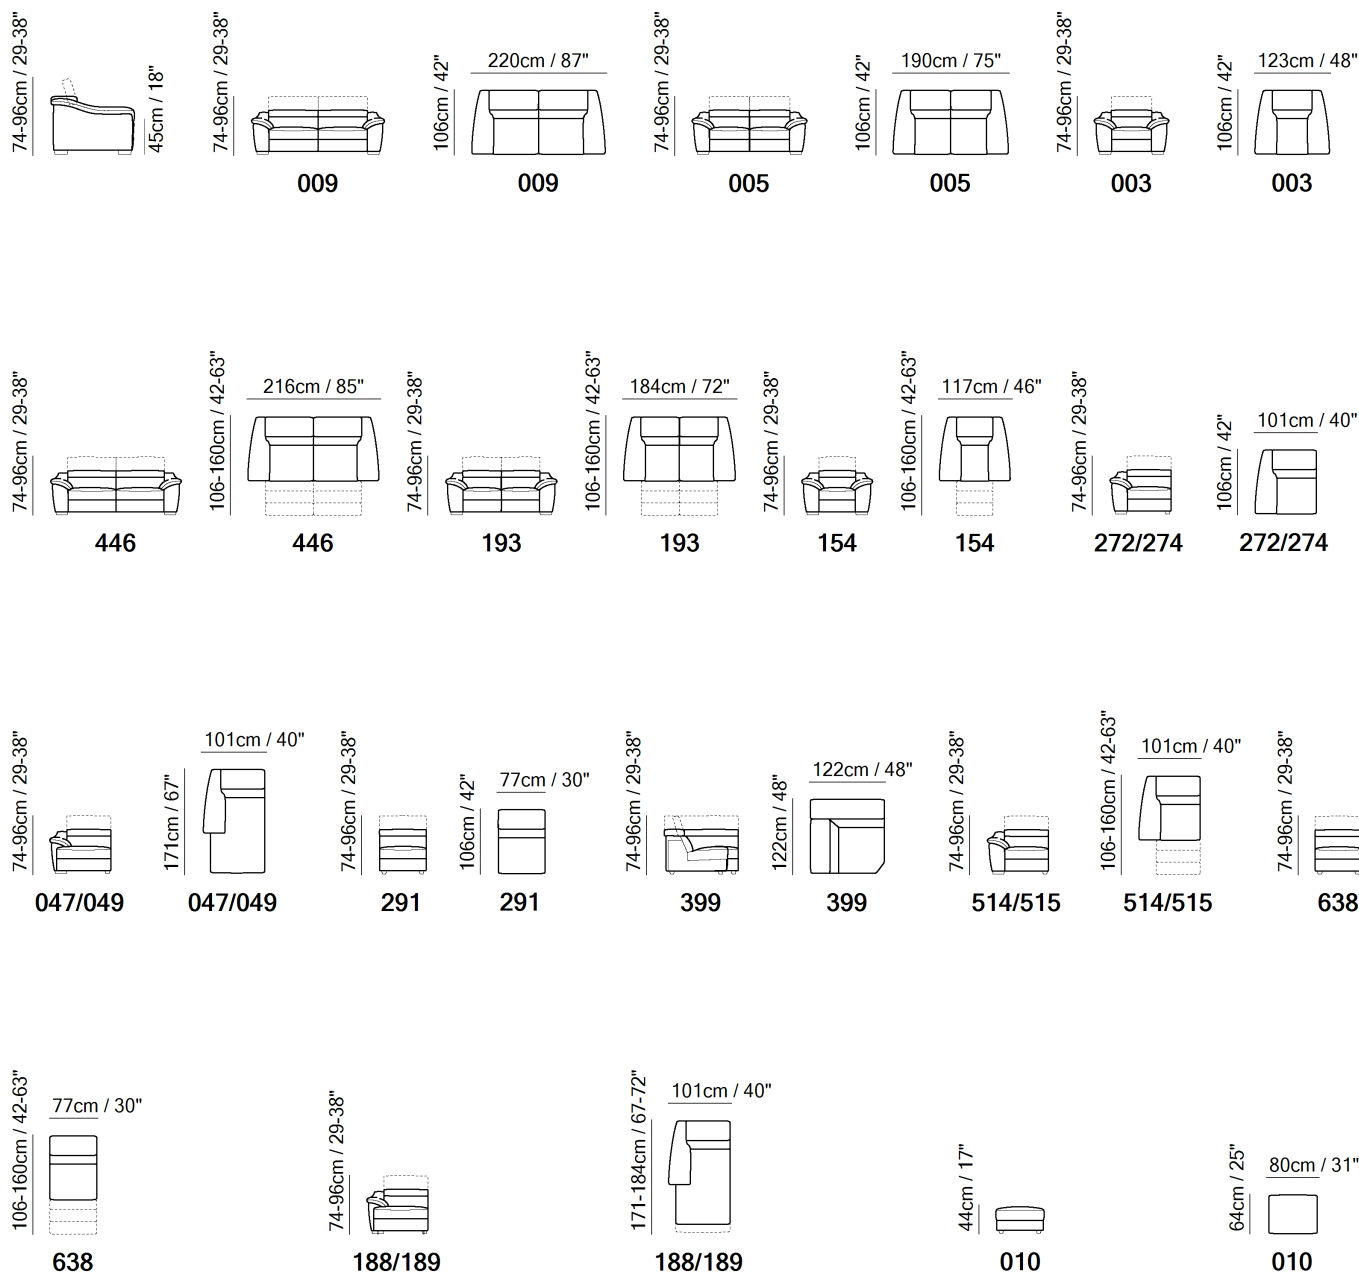 74-96cm / 29-38"
45cm / 18"
74-96cm / 29-38"
009
106cm / 42"
220cm / 87"
009
74-96cm / 29-38"
005
106cm / 42"
190cm / 75"
005
74-96cm / 29-38"
003
106cm / 42"
123cm / 48"
003
74-96cm / 29-38"
446
106-160cm / 42-63"
216cm / 85"
446
74-96cm / 29-38"
193
106-160cm / 42-63"
184cm / 72"
193
74-96cm / 29-38"
154
106-160cm / 42-63"
117cm / 46"
154
74-96cm / 29-38"
272/274
106cm / 42"
101cm / 40"
272/274
74-96cm / 29-38"
047/049
171cm / 67"
101cm / 40"
047/049
74-96cm / 29-38"
291
106cm / 42"
77cm / 30"
291
74-96cm / 29-38"
399
122cm / 48"
122cm / 48"
399
74-96cm / 29-38"
514/515
106-160cm / 42-63"
101cm / 40"
514/515
74-96cm / 29-38"
638
106-160cm / 42-63"
77cm / 30"
638
74-96cm / 29-38"
188/189
171-184cm / 67-72"
101cm / 40"
188/189
44cm / 17"
010
64cm / 25"
80cm / 31"
010